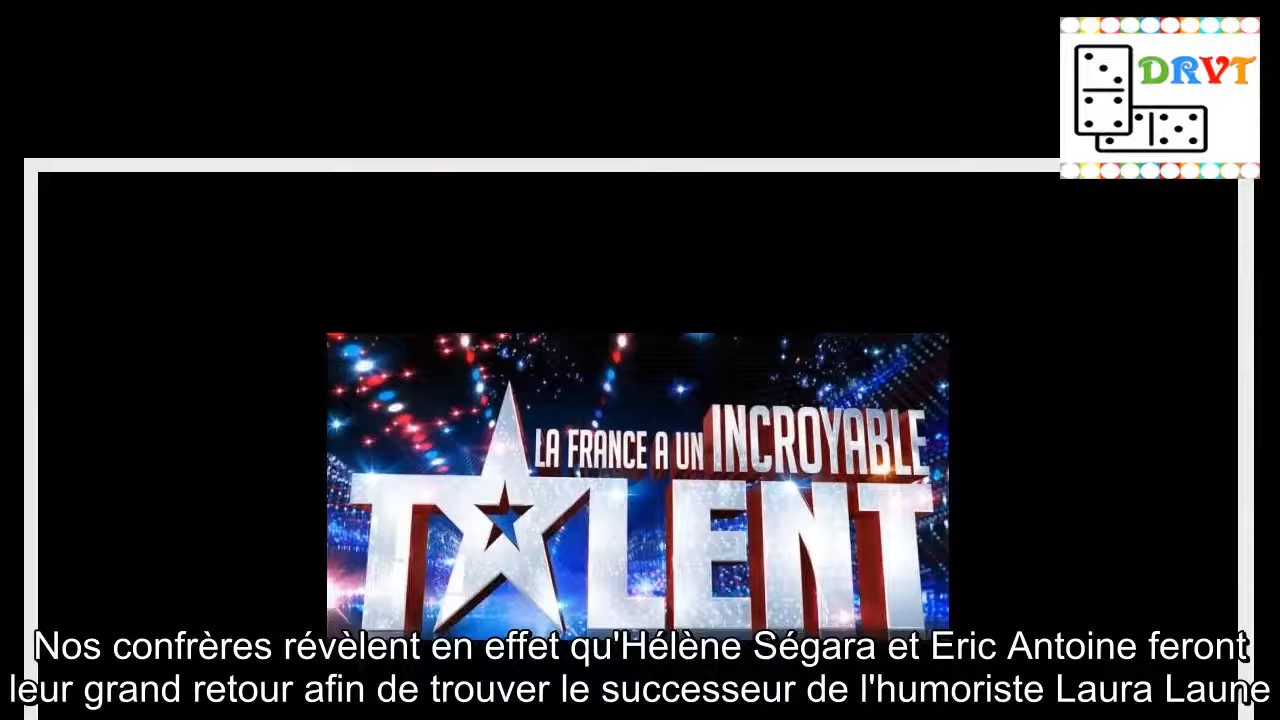 DRVT
LA FRANCE A UN INCROYABLE
TALENT
Nos confrères révèlent en effet qu'Hélène Ségara et Eric Antoine feront
leur grand retour afin de trouver le successeur de l'humoriste Laura Laune